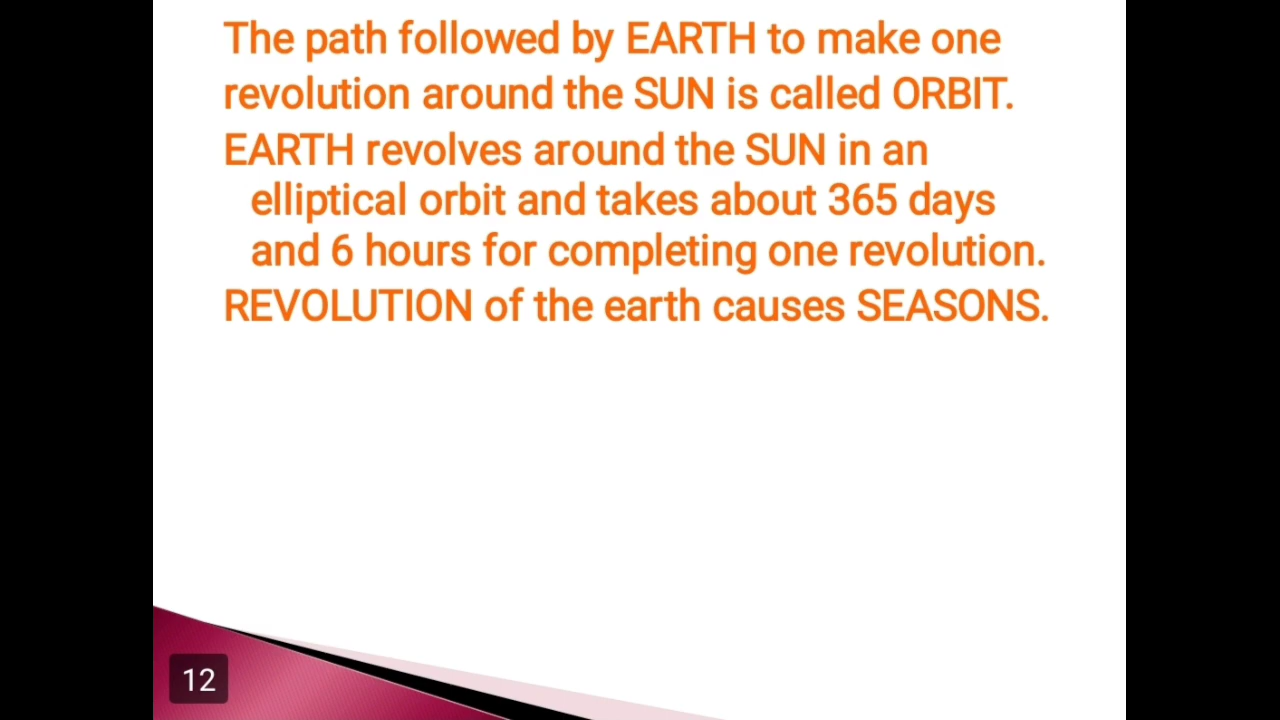 The path followed by EARTH to make one
revolution around the SUN is called ORBIT.
EARTH revolves around the SUN in an
elliptical orbit and takes about 365 days
and 6 hours for completing one revolution.
REVOLUTION of the earth causes SEASONS.
12